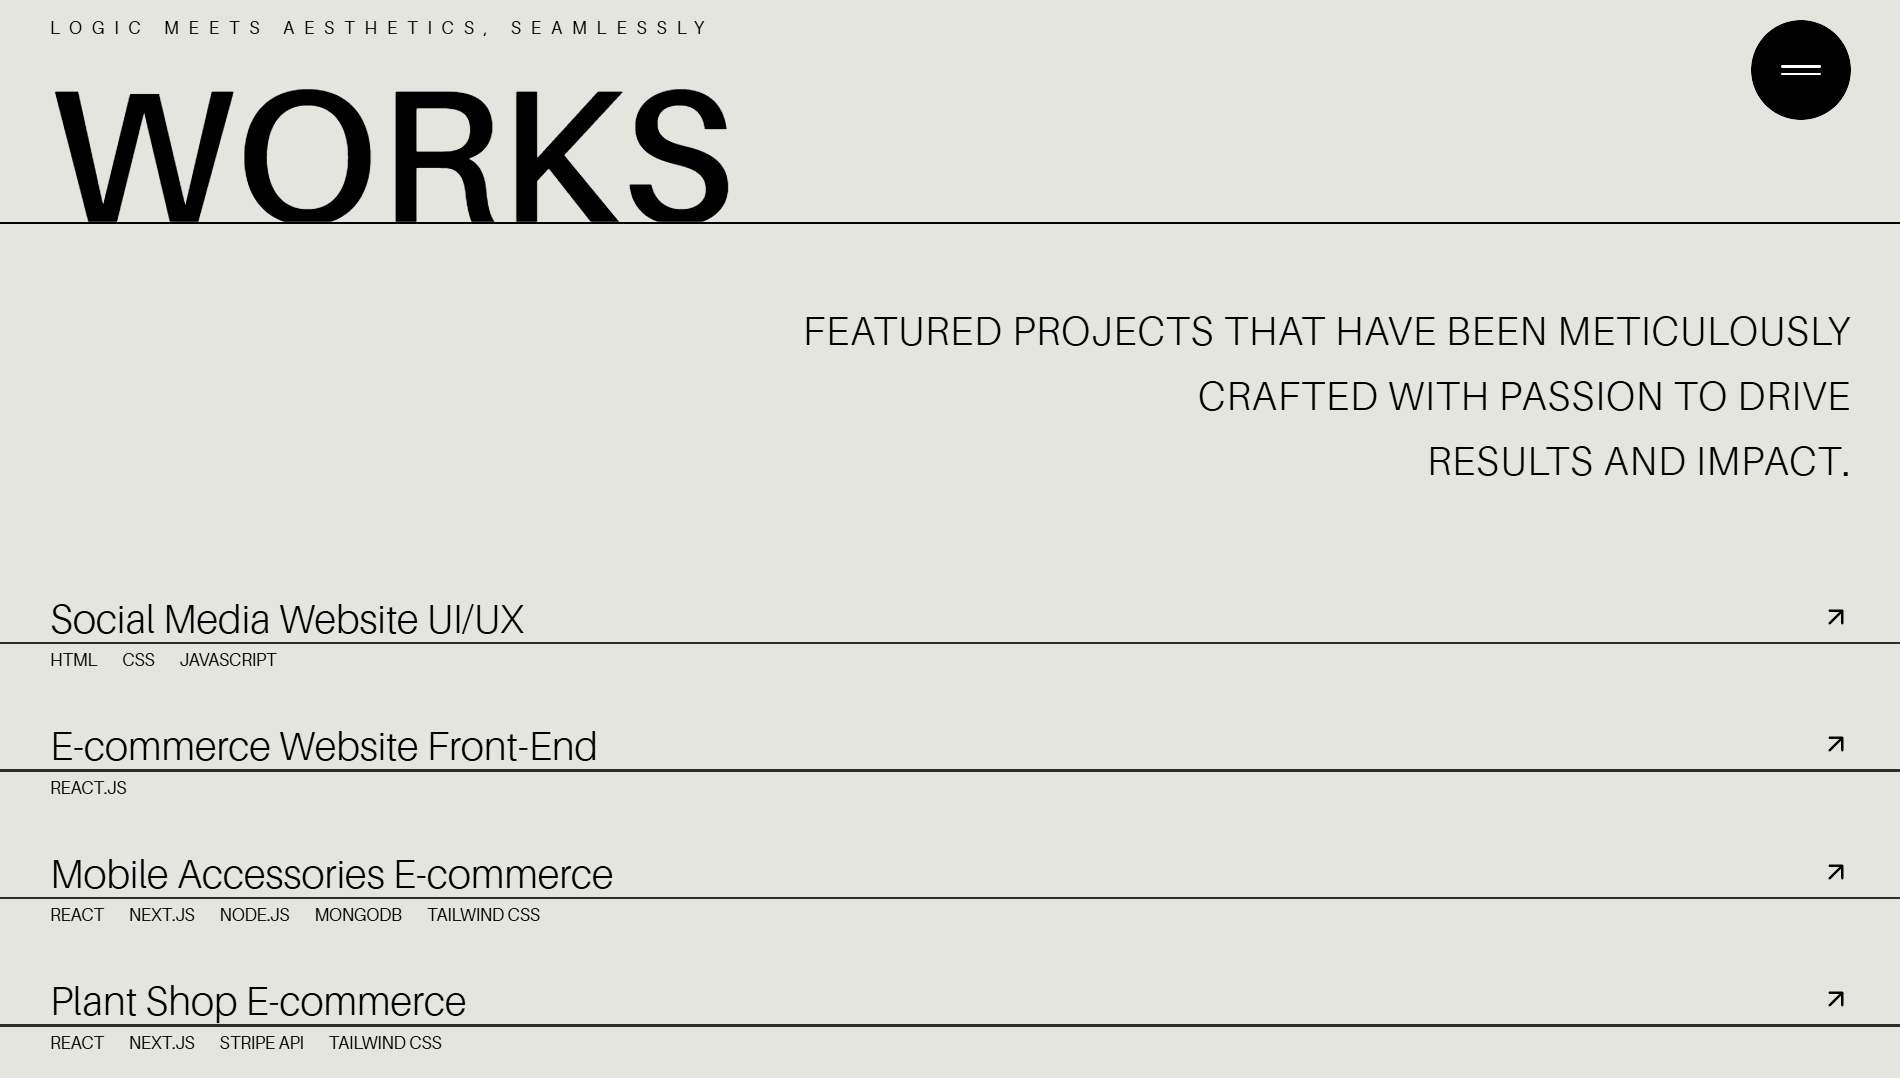 LOGIC MEETS AESTHETICS, SEAMLESSLY
WORKS
FEATURED PROJECTS THAT HAVE BEEN METICULOUSLY
CRAFTED WITH PASSION TO DRIVE
RESULTS AND IMPACT.
Social Media Website UI/UX
HTML CSS JAVASCRIPT
E-commerce Website Front-End
REACT.JS
Mobile Accessories E-commerce
REACT NEXT.JS NODE.JS MONGODB TAILWIND CSS
Plant Shop E-commerce
REACT NEXT.JS STRIPE API TAILWIND CSS